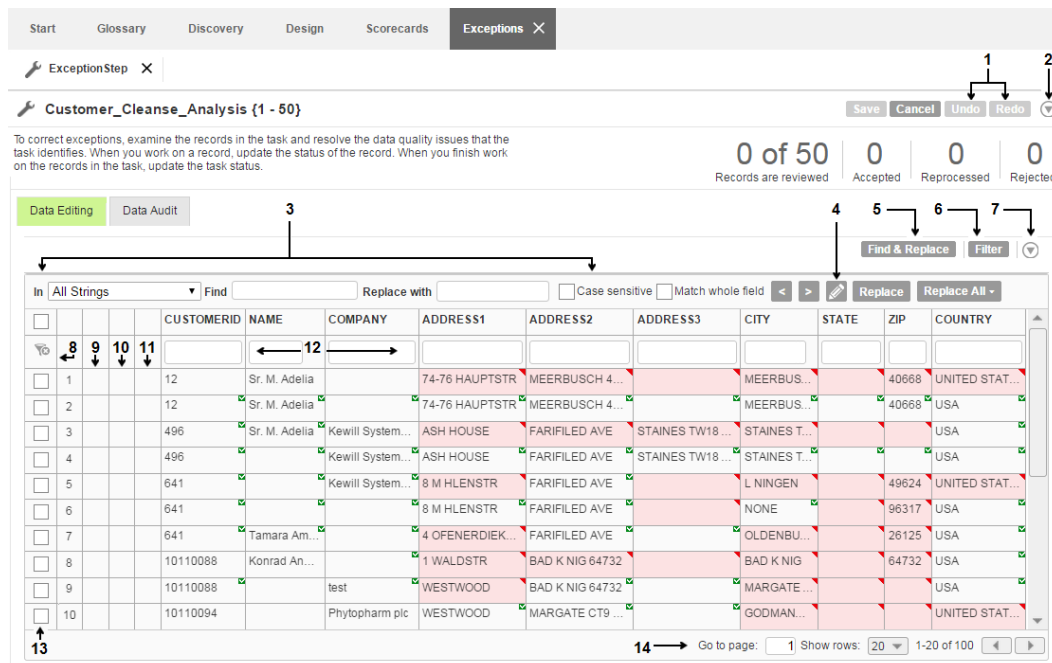 Start Glossary Discovery Design Scorecards Exceptions
ExceptionStep
1 2
Customer_Cleanse_Analysis {1 - 50} Save Cancel Undo Redo
To correct exceptions, examine the records in the task and resolve the data quality issues that the
task identifies. When you work on a record, update the status of the record. When you finish work
on the records in the task, update the task status.
0 of 50 0 0 0
Records are reviewed Accepted Reprocessed Rejecte
Data Editing Data Audit 3 4 5 6 7
Find & Replace Filter
In All Strings Find Replace with Case sensitive Match whole field < > Replace Replace All
CUSTOMERID NAME COMPANY ADDRESS1 ADDRESS2 ADDRESS3 CITY STATE ZIP COUNTRY
8 9 10 11 12
1 12 Sr. M. Adelia 74-76 HAUPTSTR MEERBUSCH 4... MEERBUS... 40668 UNITED STAT...
2 12 Sr. M. Adelia 74-76 HAUPTSTR MEERBUSCH 4... MEERBUS... 40668 USA
3 496 Sr. M. Adelia Kewill System... ASH HOUSE FARIFILED AVE STAINES TW18 ... STAINES T... USA
4 496 Kewill System... ASH HOUSE FARIFILED AVE STAINES TW18 ... STAINES T... USA
5 641 Kewill System... 8 M HLENSTR FARIFILED AVE L NINGEN 49624 UNITED STAT...
6 641 8 M HLENSTR FARIFILED AVE NONE 96317 USA
7 641 Tamara Am... 4 OFENERDIEK... FARIFILED AVE OLDENBU... 26125 USA
8 10110088 Konrad An... 1 WALDSTR BAD K NIG 64732 BAD K NIG 64732 USA
9 10110088 test WESTWOOD BAD K NIG 64732 MARGATE ... USA
10 10110094 Phytopharm plc WESTWOOD MARGATE CT9 ... GODMAN... UNITED STAT...
13 14 Go to page: 1 Show rows: 20 1-20 of 100